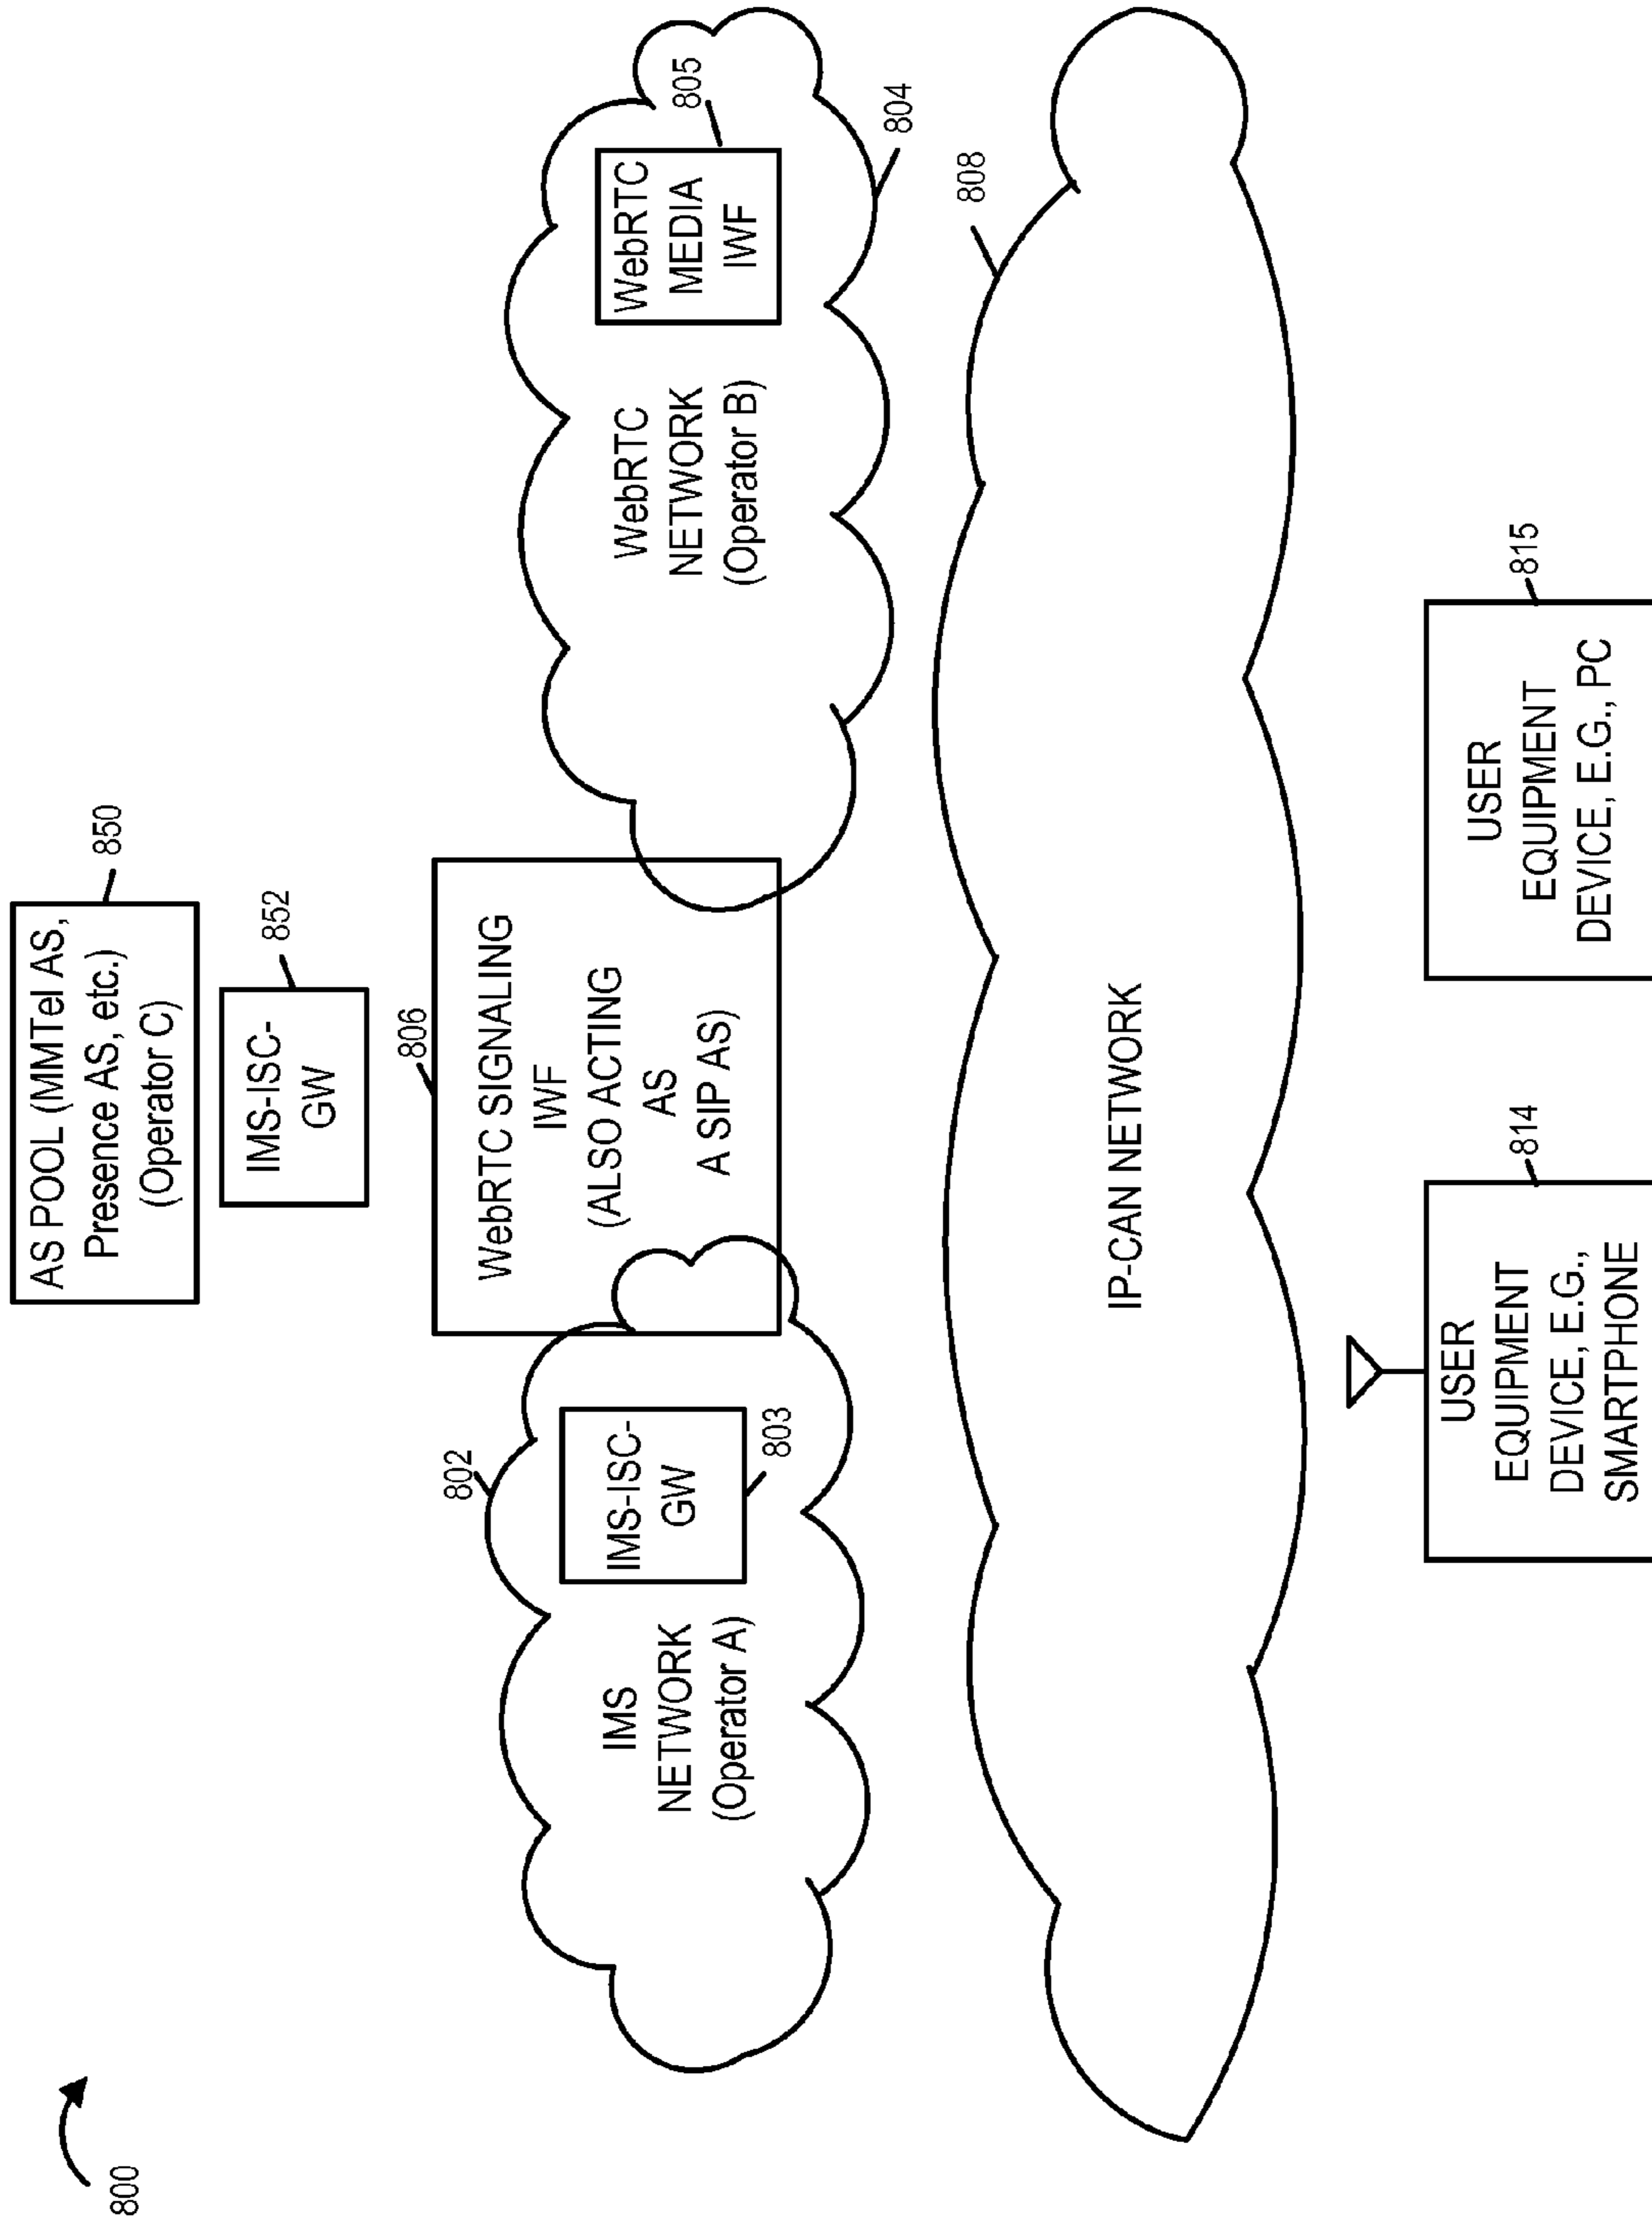 800
AS POOL (MMTel AS,
Presence AS, etc.)
(Operator C)
850
IMS-ISC-
GW
852
806
WebRTC SIGNALING
IWF
(ALSO ACTING
AS
A SIP AS)
802
IMS
NETWORK
(Operator A)
IMS-ISC-
GW
803
WebRTC
NETWORK
(Operator B)
WebRTC
MEDIA
IWF
805
804
808
IP-CAN NETWORK
USER
EQUIPMENT
DEVICE, E.G.,
SMARTPHONE
814
USER
EQUIPMENT
DEVICE, E.G., PC
815